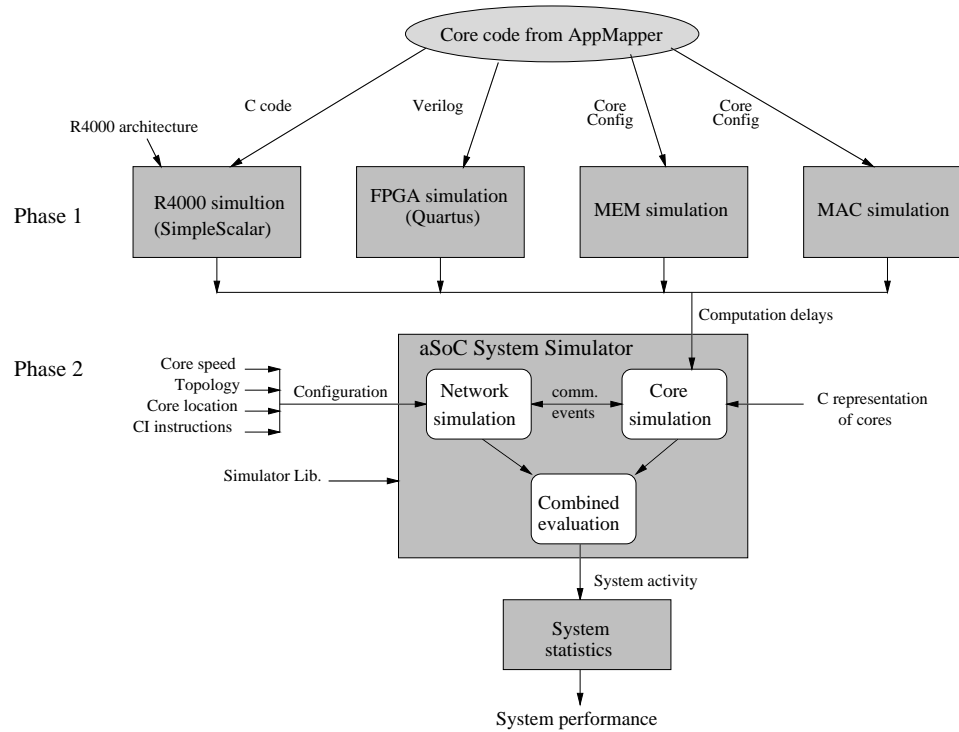 Core code from AppMapper
C code
Verilog
Core
Config
Core
Config
R4000 architecture
Phase 1
R4000 simultion
(SimpleScalar)
FPGA simulation
(Quartus)
MEM simulation
MAC simulation
Computation delays
Phase 2
aSoC System Simulator
Core speed
Topology
Core location
CI instructions
Configuration
Network
simulation
comm.
events
Core
simulation
C representation
of cores
Simulator Lib.
Combined
evaluation
System activity
System
statistics
System performance